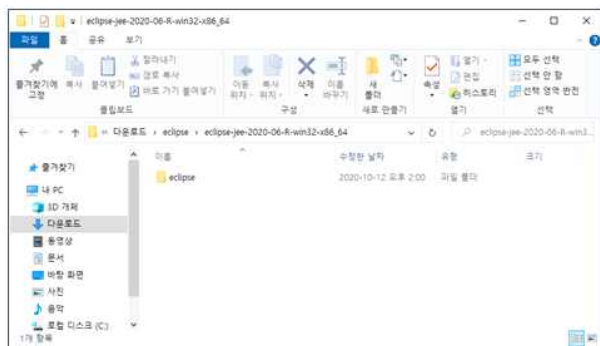 eclipse-jee-2020-06-R-win32-x86_64
파일 홈 공유 보기
즐겨찾기에 고정
복사
붙여넣기
잘라내기
경로 복사
바로 가기 붙여넣기
이동 위치
복사 위치
삭제
이름 바꾸기
새 폴더
속성
열기
편집
히스토리
모두 선택
선택 안 함
선택 영역 반전
클립보드 구성 새로 만들기 열기 선택
« 다운로드 › eclipse › eclipse-jee-2020-06-R-win32-x86_64
eclipse-jee-2020-06-R-win3...
이름 수정한 날짜 유형 크기
eclipse 2020-10-12 오후 2:00 파일 폴더
즐겨찾기
내 PC
3D 개체
다운로드
동영상
문서
바탕 화면
사진
음악
로컬 디스크 (C:)
1개 항목